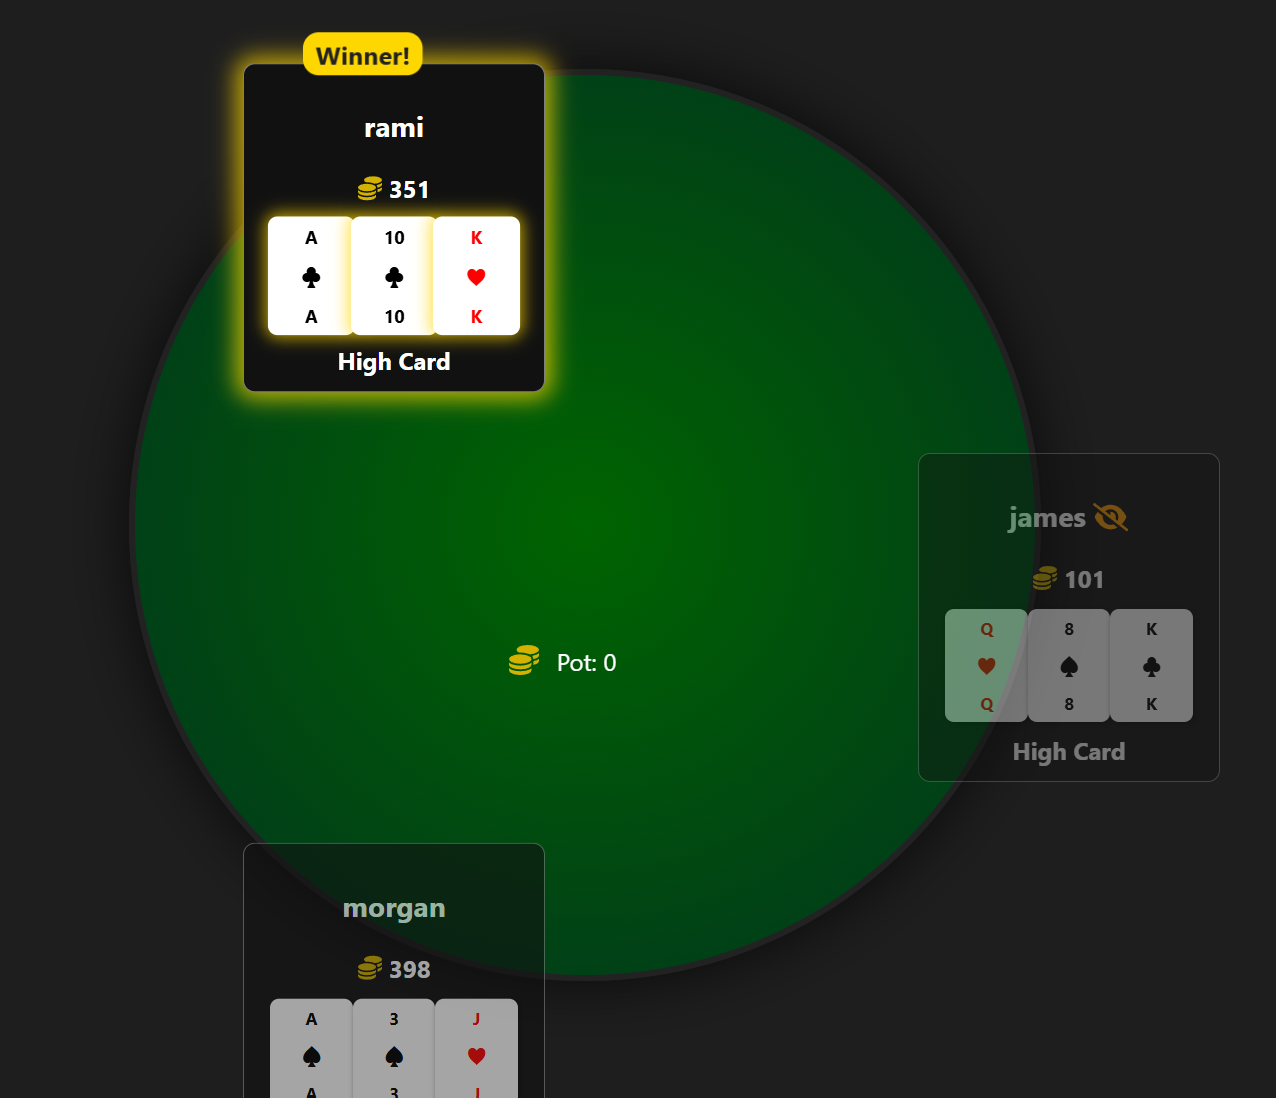 Winner!
rami
351
A 10 K
A 10 K
High Card
james
101
Q 8 K
Q 8 K
High Card
Pot: 0
morgan
398
A 3 J
A 3 J